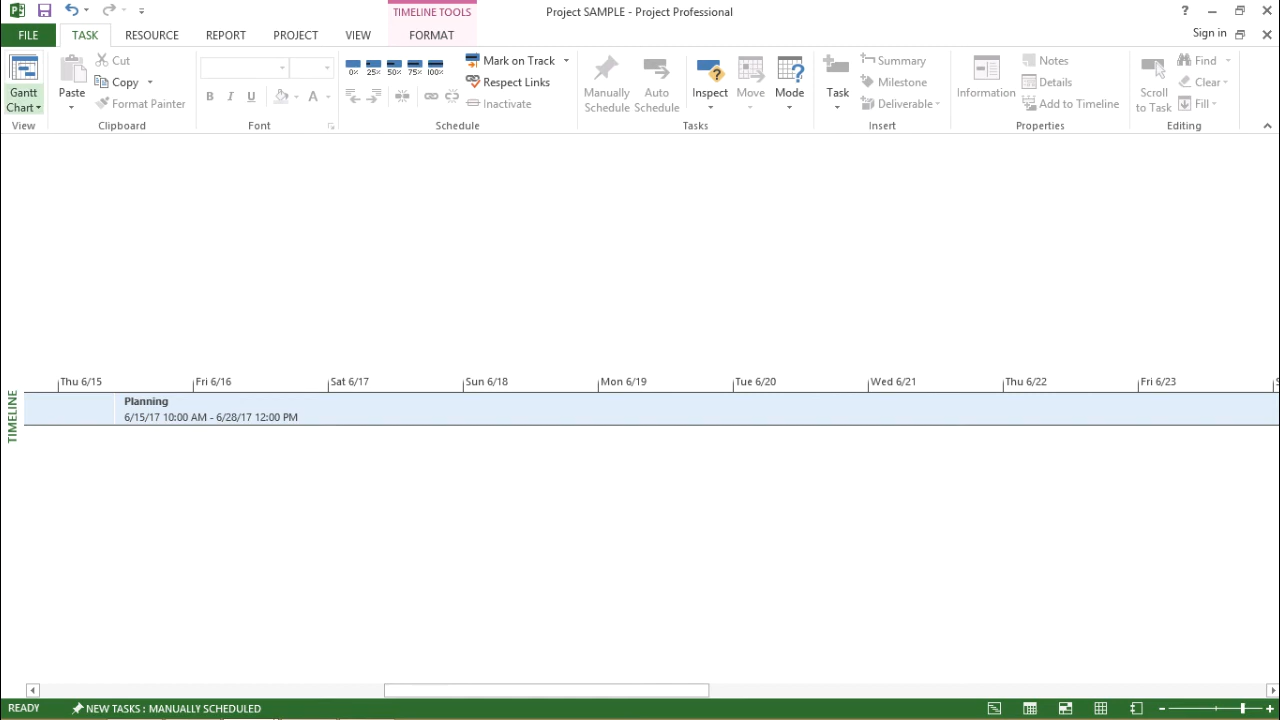 TIMELINE TOOLS
Project SAMPLE - Project Professional
?
Sign in
FILE
TASK
RESOURCE
REPORT
PROJECT
VIEW
FORMAT
Gantt
Chart
View
Paste
Cut
Copy
Format Painter
Clipboard
B I U A
Font
0% 25% 50% 75% 100%
Mark on Track
Respect Links
Inactivate
Schedule
Manually
Schedule
Auto
Schedule
Inspect
Move
Mode
Tasks
Task
Summary
Milestone
Deliverable
Insert
Information
Notes
Details
Add to Timeline
Properties
Scroll
to Task
Find
Clear
Fill
Editing
Thu 6/15 Fri 6/16 Sat 6/17 Sun 6/18 Mon 6/19 Tue 6/20 Wed 6/21 Thu 6/22 Fri 6/23 S
TIMELINE
Planning
6/15/17 10:00 AM - 6/28/17 12:00 PM
READY
NEW TASKS : MANUALLY SCHEDULED